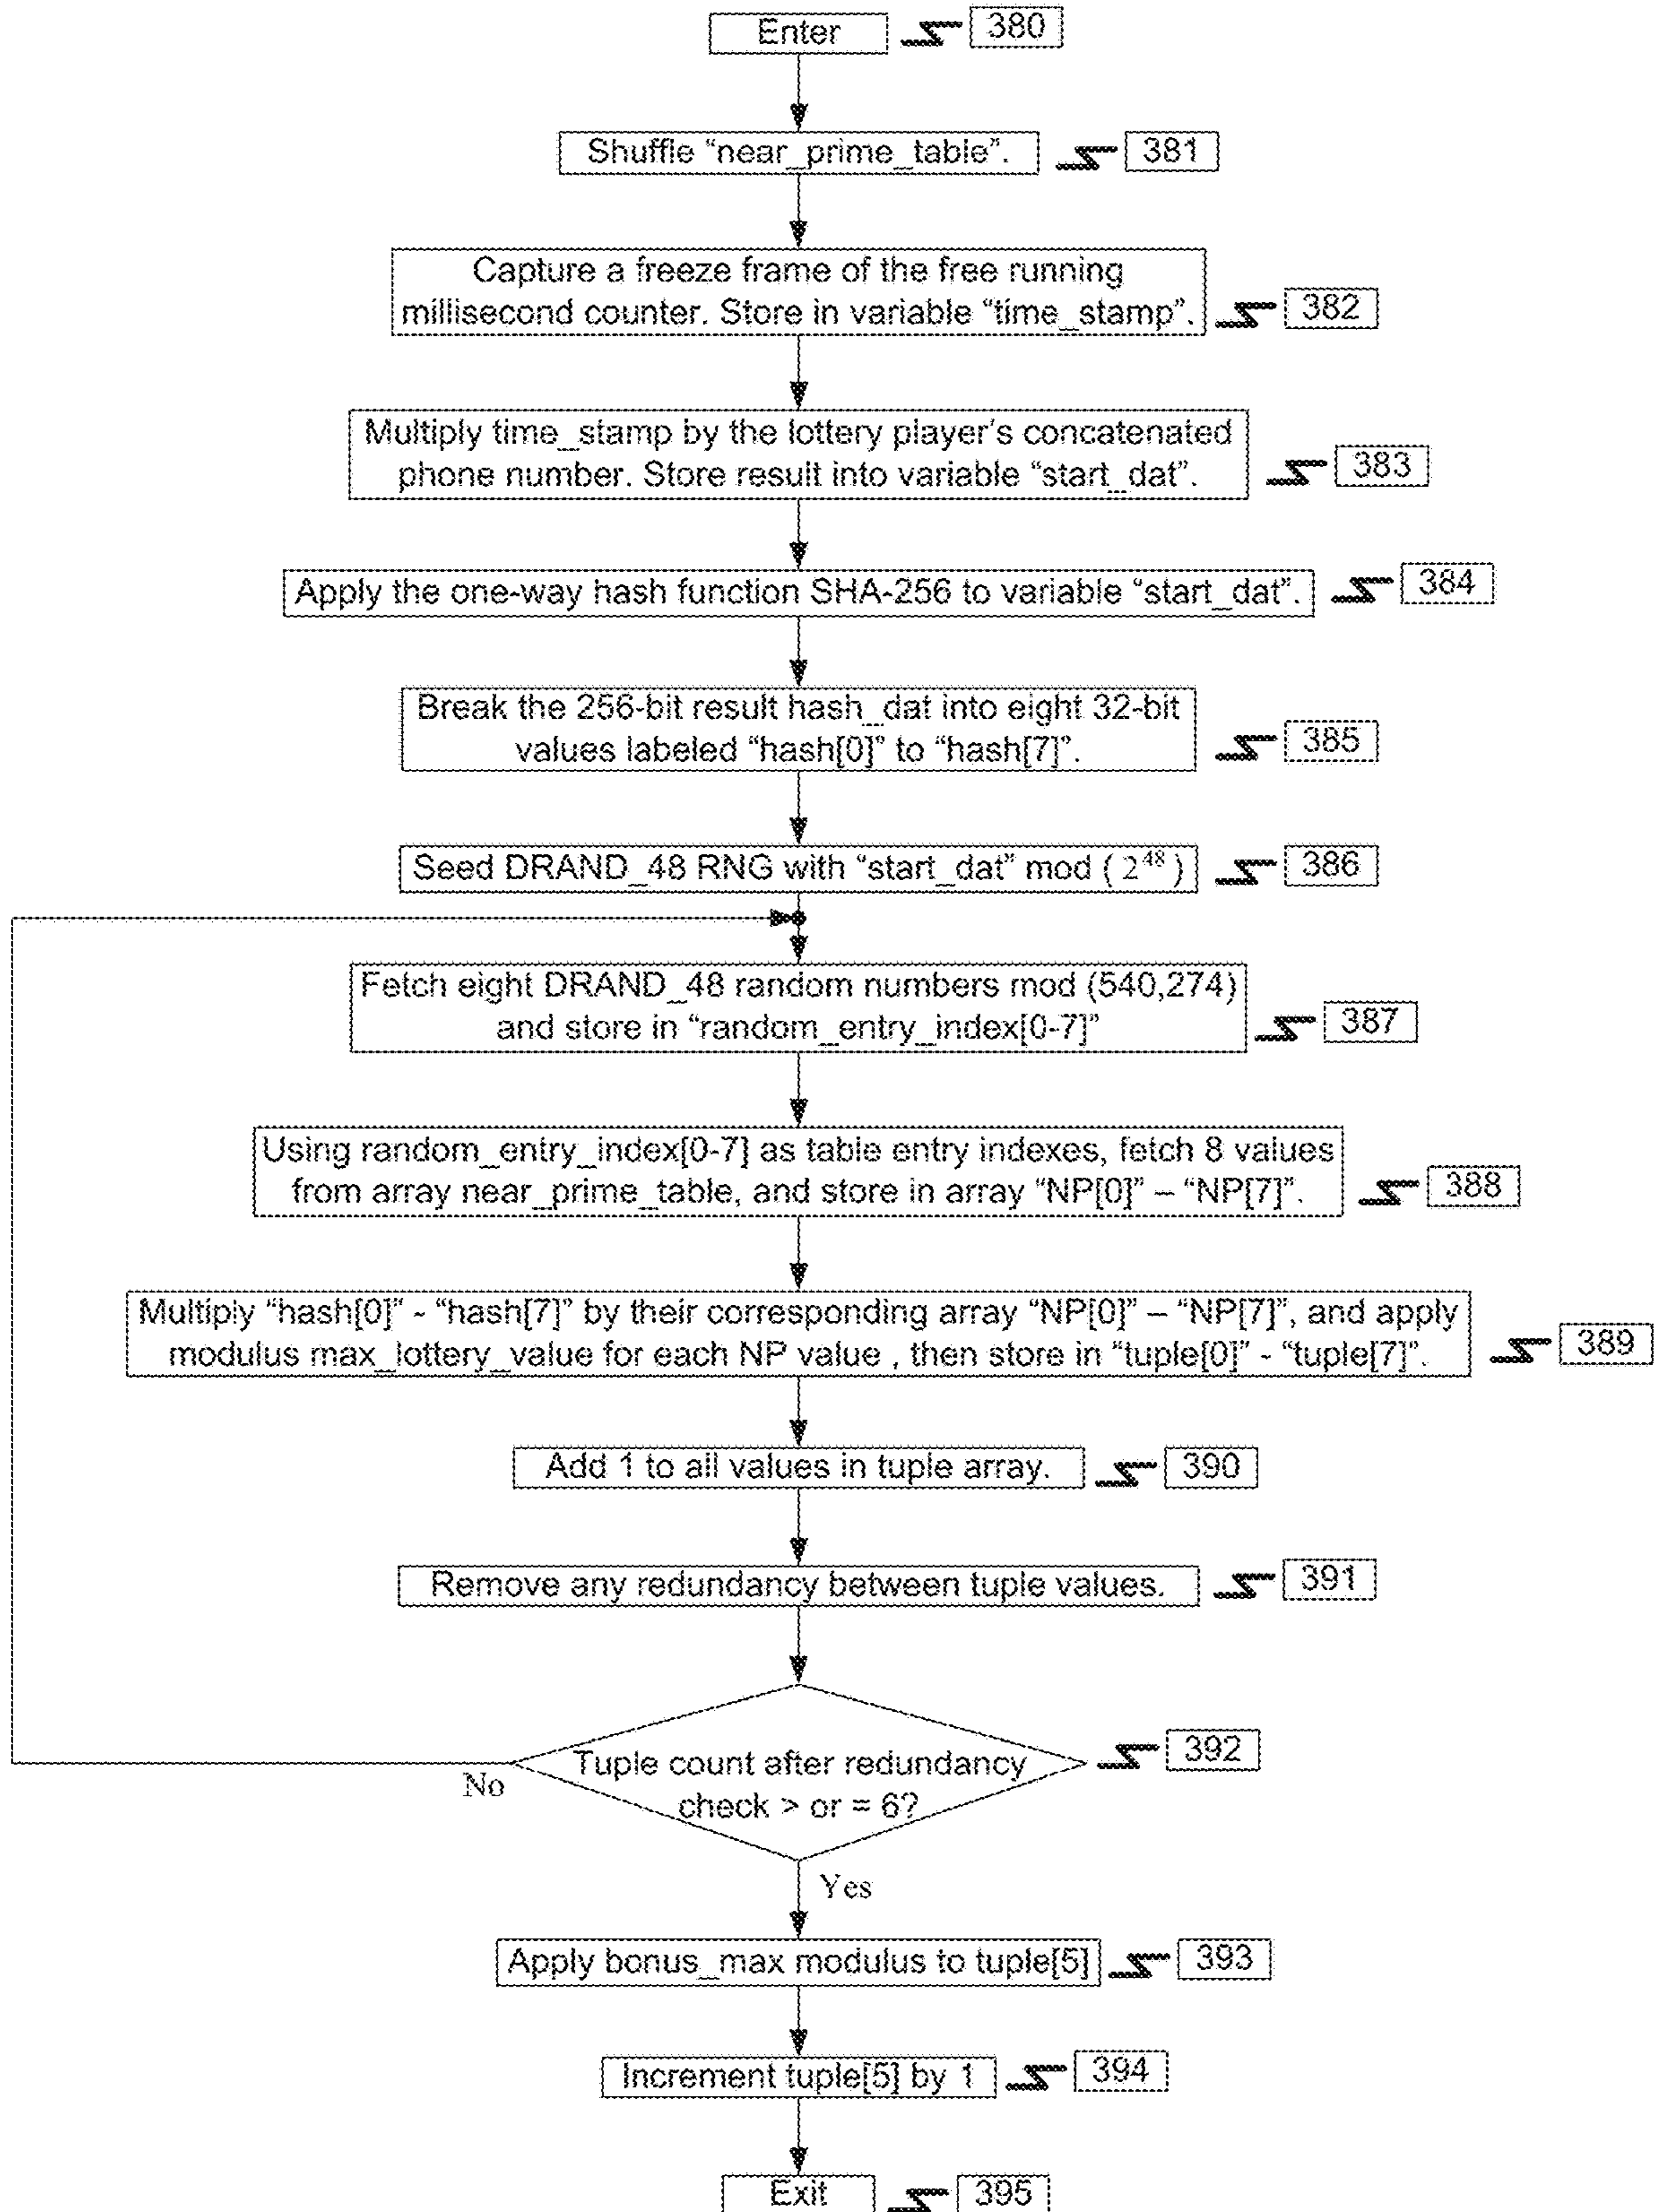 Enter
380
Shuffle “near_prime_table”.
381
Capture a freeze frame of the free running
millisecond counter. Store in variable “time_stamp”.
382
Multiply time_stamp by the lottery player’s concatenated
phone number. Store result into variable “start_dat”.
383
Apply the one-way hash function SHA-256 to variable “start_dat”.
384
Break the 256-bit result hash_dat into eight 32-bit
values labeled “hash[0]” to “hash[7]”.
385
Seed DRAND_48 RNG with “start_dat” mod ( 2^48 )
386
Fetch eight DRAND_48 random numbers mod (540,274)
and store in “random_entry_index[0-7]”
387
Using random_entry_index[0-7] as table entry indexes, fetch 8 values
from array near_prime_table, and store in array “NP[0]” – “NP[7]”.
388
Multiply “hash[0]” - “hash[7]” by their corresponding array “NP[0]” – “NP[7]”, and apply
modulus max_lottery_value for each NP value , then store in “tuple[0]” - “tuple[7]”.
389
Add 1 to all values in tuple array.
390
Remove any redundancy between tuple values.
391
Tuple count after redundancy
check > or = 6?
392
No
Yes
Apply bonus_max modulus to tuple[5]
393
Increment tuple[5] by 1
394
Exit
395